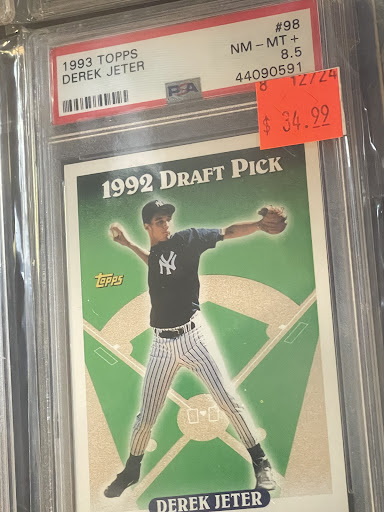 1993 TOPPS
DEREK JETER
#98
NM - MT +
8.5
44090591
PSA
8 12/24
$ 34.99
1992 DRAFT PICK
NY
Topps
DEREK JETER